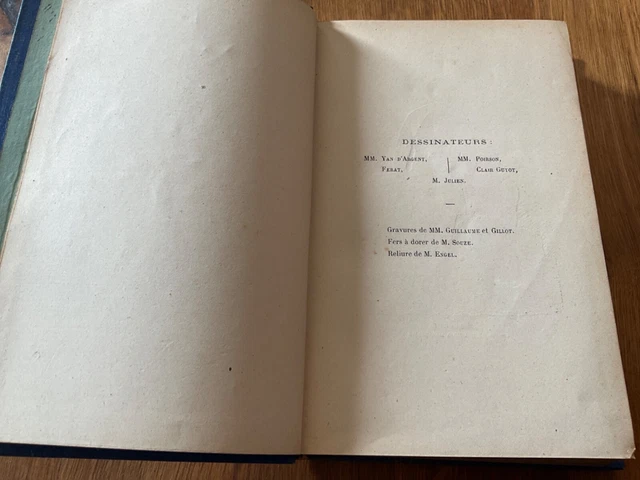 DESSINATEURS :
MM. Yan d'Argent, MM. Poirson,
Ferat, Clair Guyot,
M. Julien.
Gravures de MM. Guillaume et Gillot.
Fers à dorer de M. Souze.
Reliure de M. Engel.